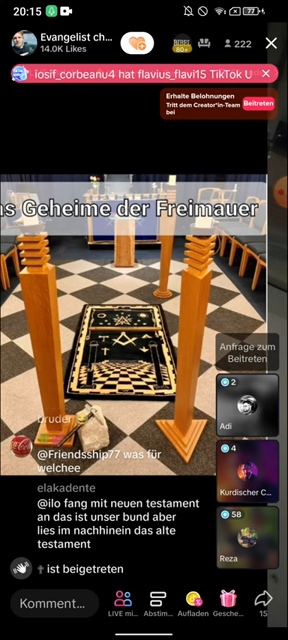 20:15
77
Evangelist ch...
14.0K Likes
60+
222
iosif_corbeanu4 hat flavius_flavi15 TikTok U
Erhalte Belohnungen
Tritt dem Creator*in-Team
bei
Beitreten
as Geheime der Freimauer
Anfrage zum
Beitreten
2
Adi
4
Kurdischer C...
58
Reza
bruder
@Friendsship77 was für
welchee
elakadente
@ilo fang mit neuen testament
an das ist unser bund aber
lies im nachhinein das alte
testament
ist beigetreten
Komment...
LIVE mi...
Abstim...
Aufladen
Gesche...
15